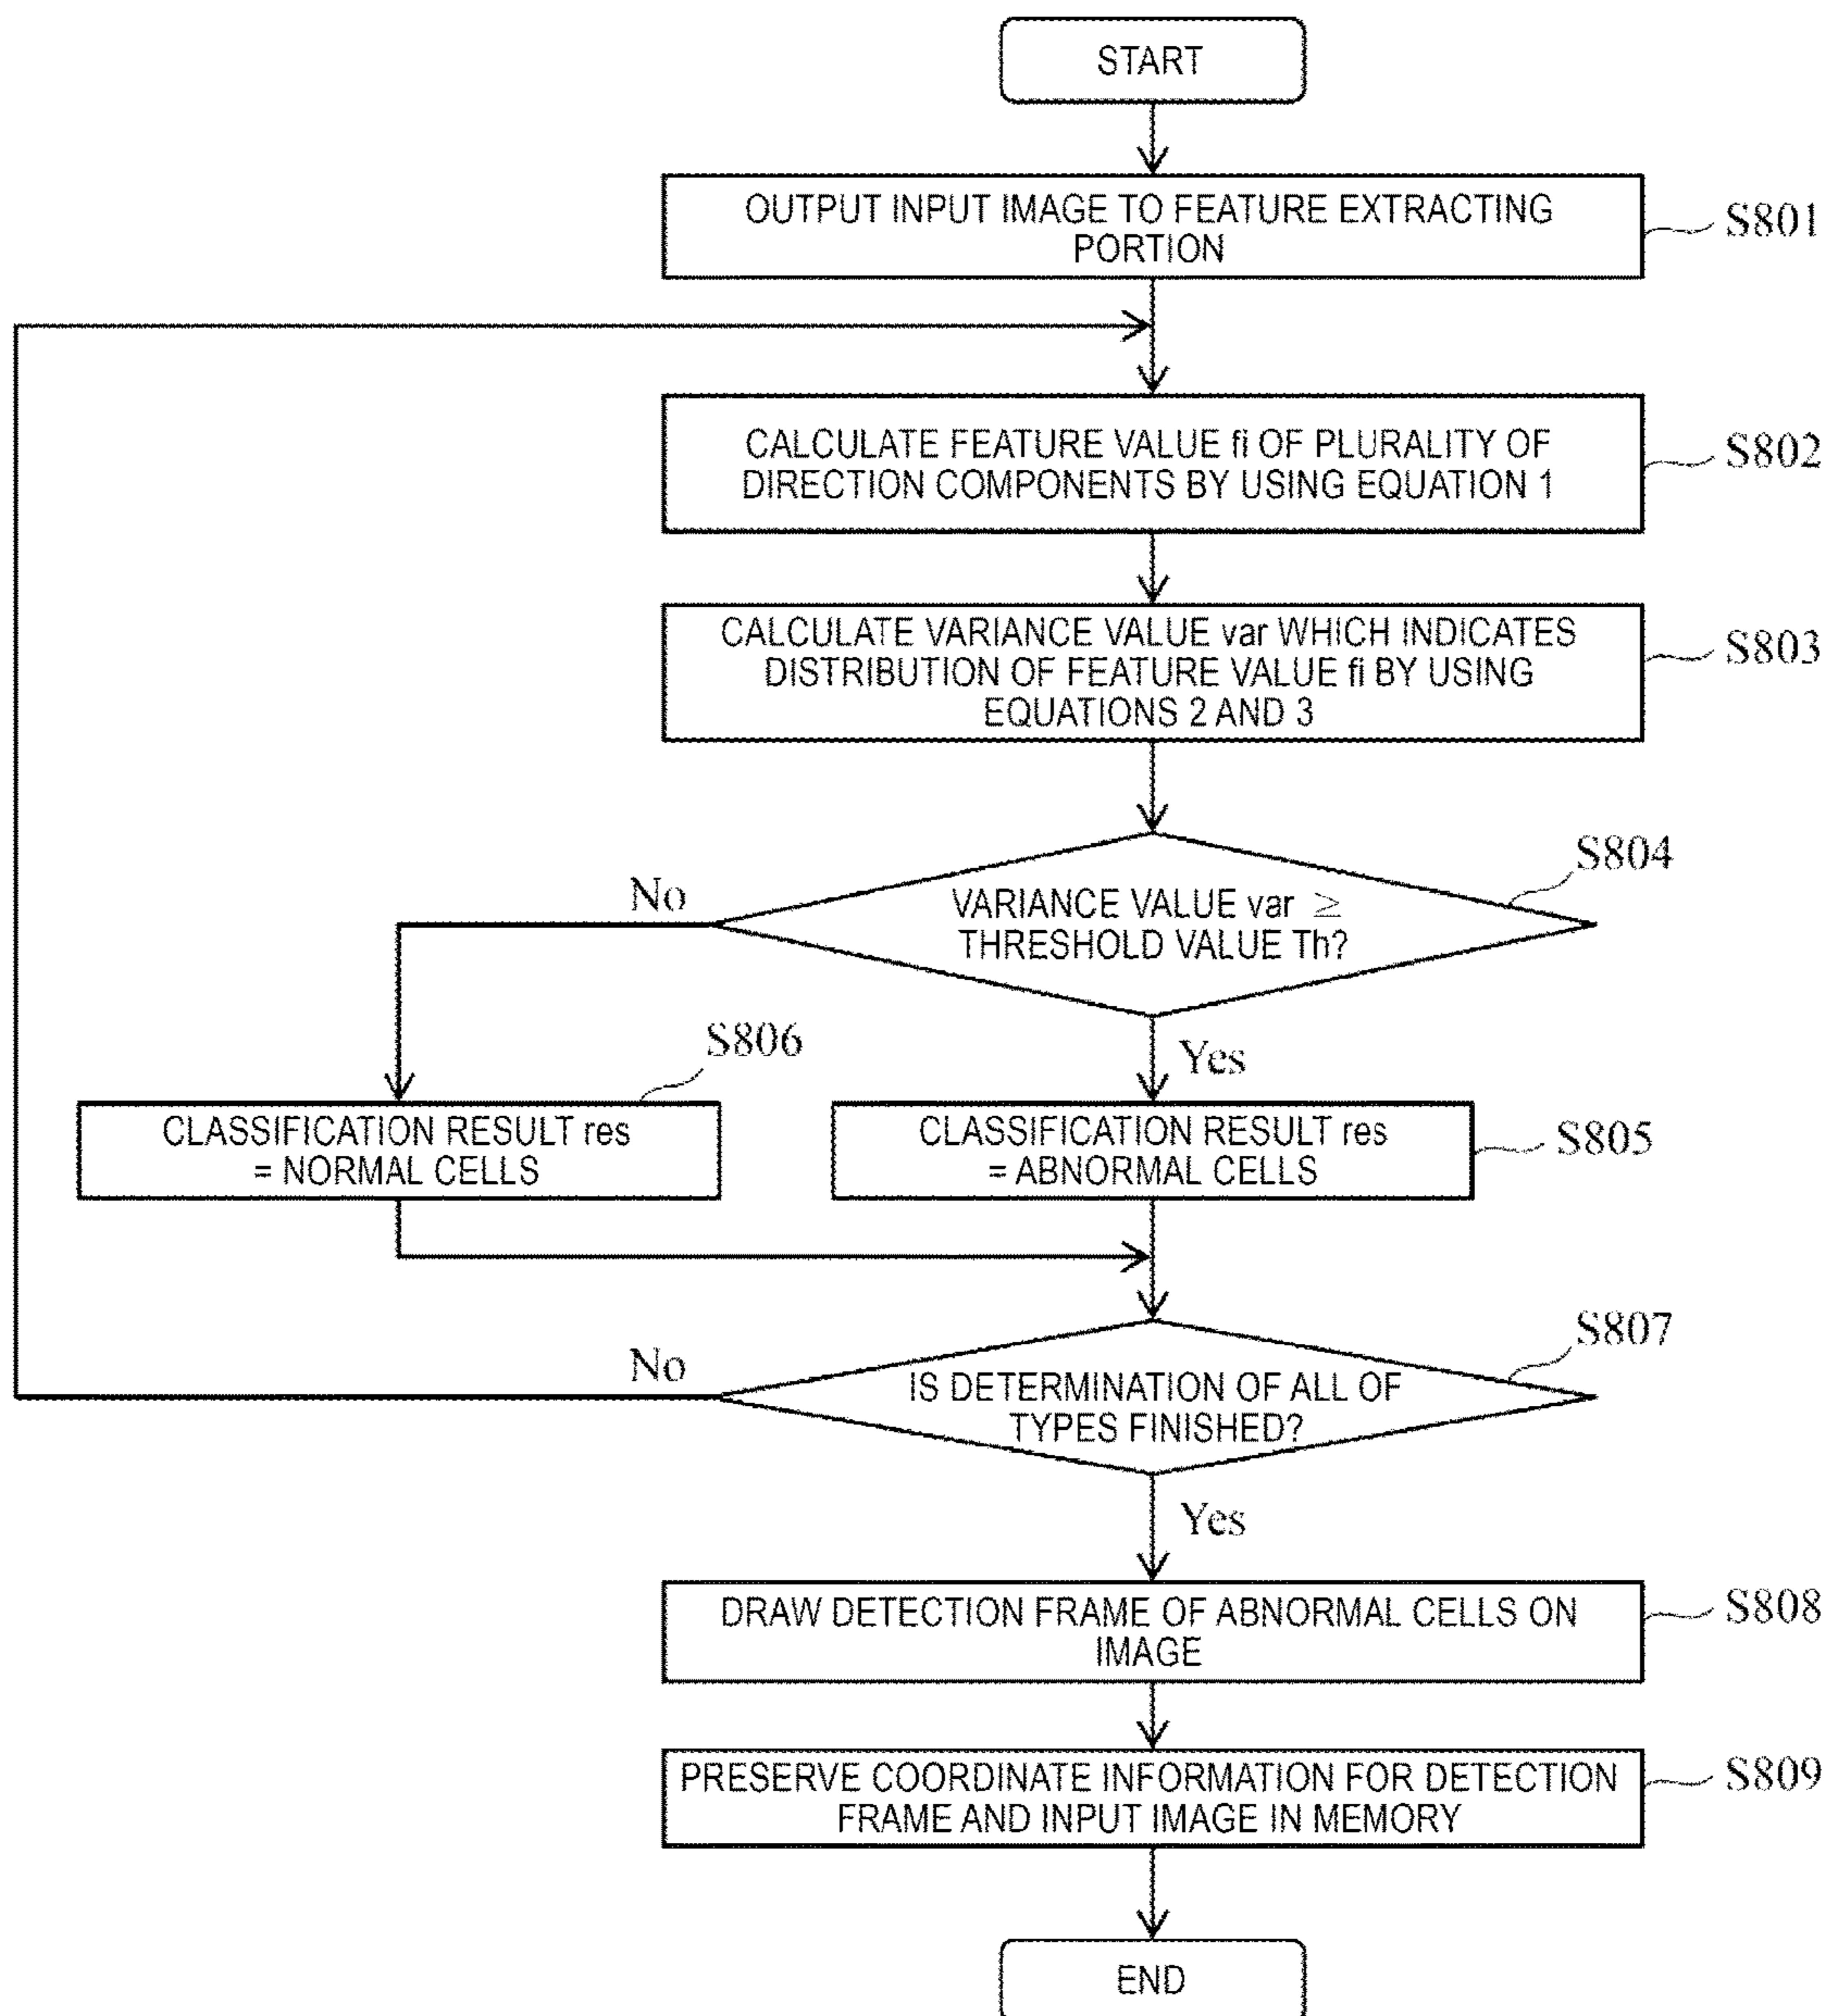 START
OUTPUT INPUT IMAGE TO FEATURE EXTRACTING
PORTION
S801
CALCULATE FEATURE VALUE fi OF PLURALITY OF
DIRECTION COMPONENTS BY USING EQUATION 1
S802
CALCULATE VARIANCE VALUE var WHICH INDICATES
DISTRIBUTION OF FEATURE VALUE fi BY USING
EQUATIONS 2 AND 3
S803
S804
No
VARIANCE VALUE var ≥
THRESHOLD VALUE Th?
S806
Yes
CLASSIFICATION RESULT res
= NORMAL CELLS
CLASSIFICATION RESULT res
= ABNORMAL CELLS
S805
S807
No
IS DETERMINATION OF ALL OF
TYPES FINISHED?
Yes
DRAW DETECTION FRAME OF ABNORMAL CELLS ON
IMAGE
S808
PRESERVE COORDINATE INFORMATION FOR DETECTION
FRAME AND INPUT IMAGE IN MEMORY
S809
END